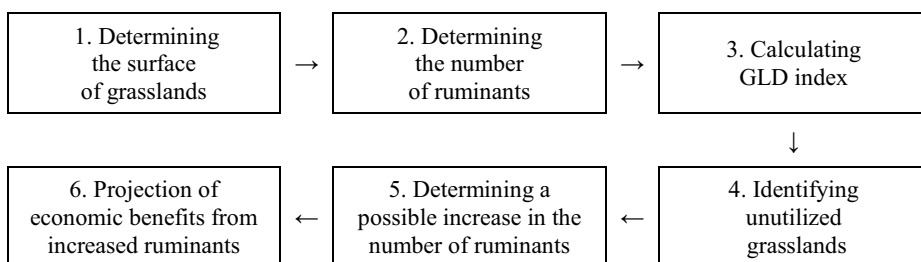 1. Determining
the surface
of grasslands
→
2. Determining
the number
of ruminants
→
3. Calculating
GLD index
↓
4. Identifying
unutilized
grasslands
←
5. Determining a
possible increase in the
number of ruminants
←
6. Projection of
economic benefits from
increased ruminants